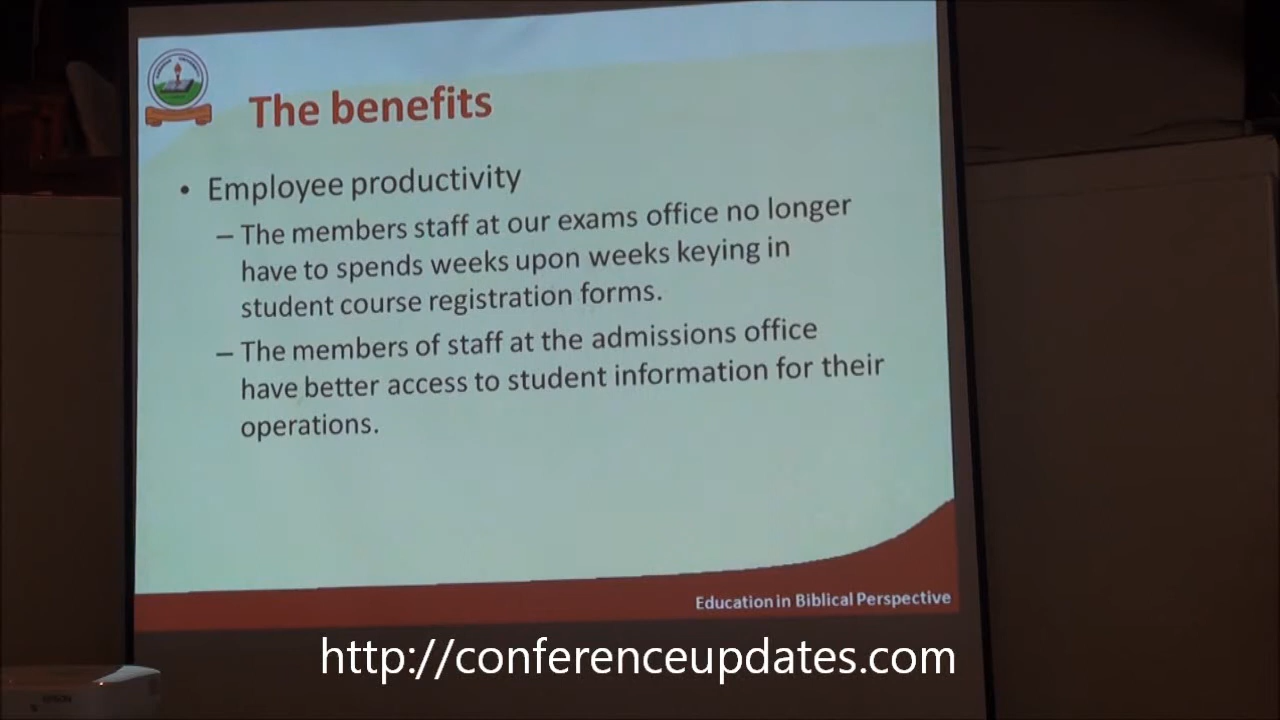 The benefits
• Employee productivity
– The members staff at our exams office no longer
have to spends weeks upon weeks keying in
student course registration forms.
– The members of staff at the admissions office
have better access to student information for their
operations.
Education in Biblical Perspective
http://conferenceupdates.com
EPSON